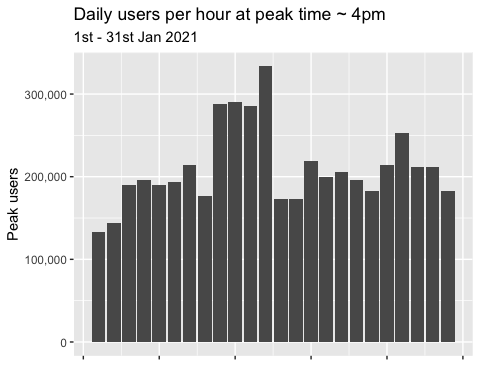 Daily users per hour at peak time ~ 4pm
1st - 31st Jan 2021
300,000
200,000
100,000
0
Peak users